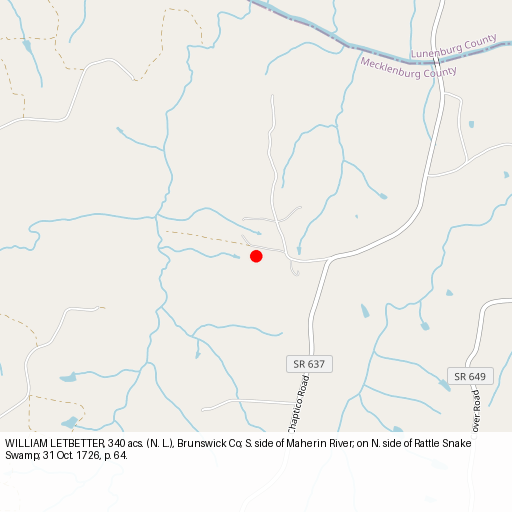 Lunenburg County
Mecklenburg County
SR 637
SR 649
Chaptico Road
over Road
WILLIAM LETBETTER, 340 acs. (N. L.), Brunswick Co; S. side of Maherin River; on N. side of Rattle Snake
Swamp; 31 Oct. 1726, p. 64.